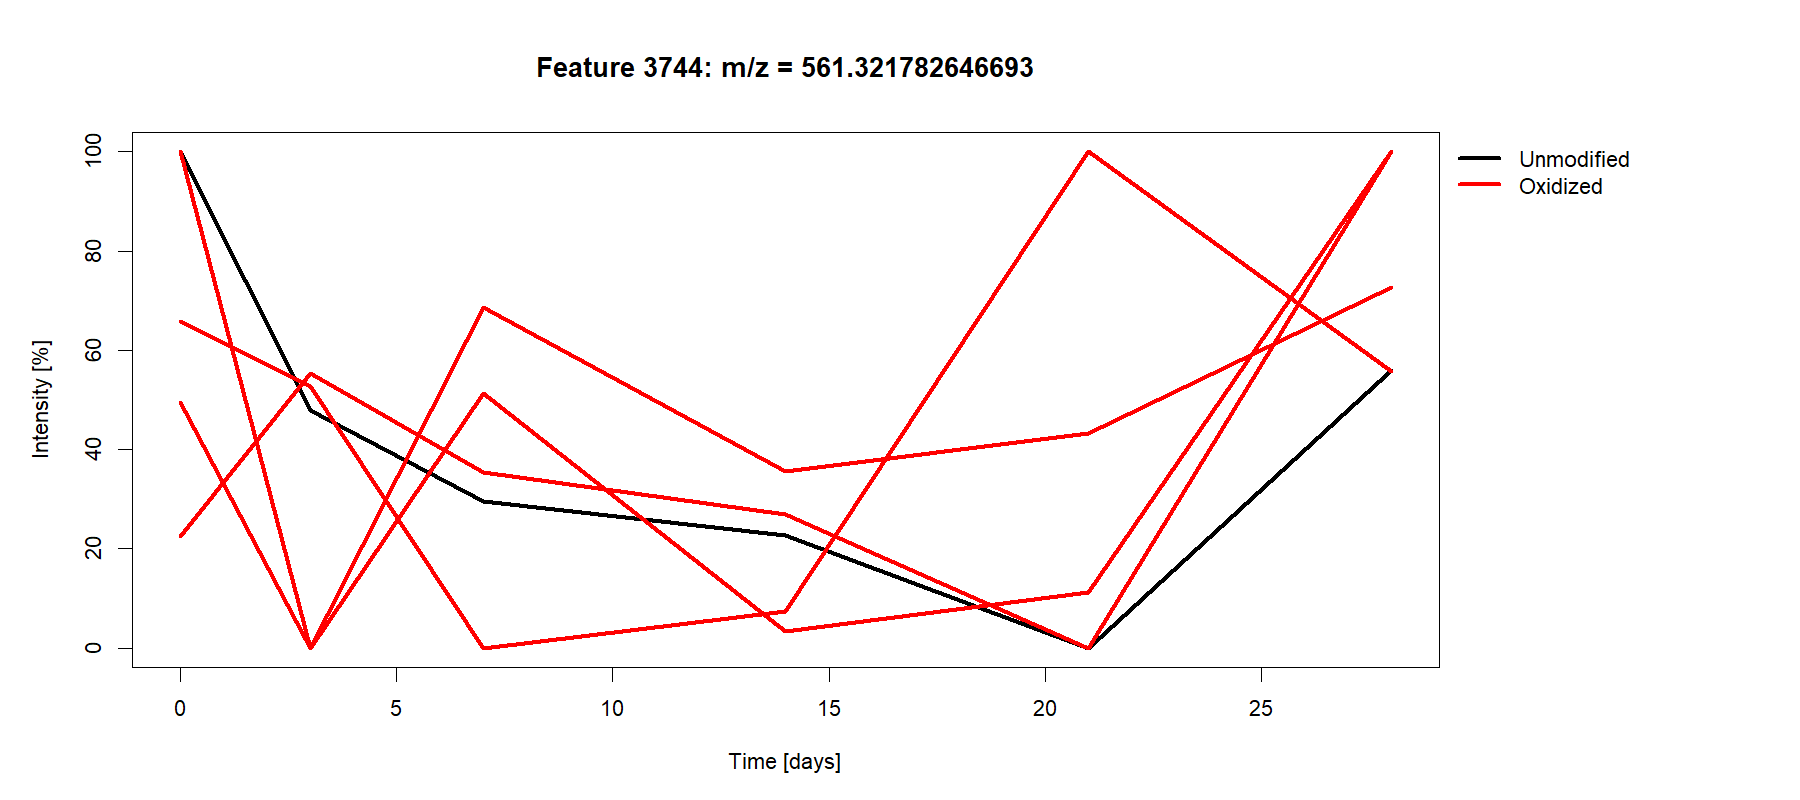 Feature 3744: m/z = 561.321782646693
Unmodified
Oxidized
Intensity [%]
100
80
60
40
20
0
0 5 10 15 20 25
Time [days]